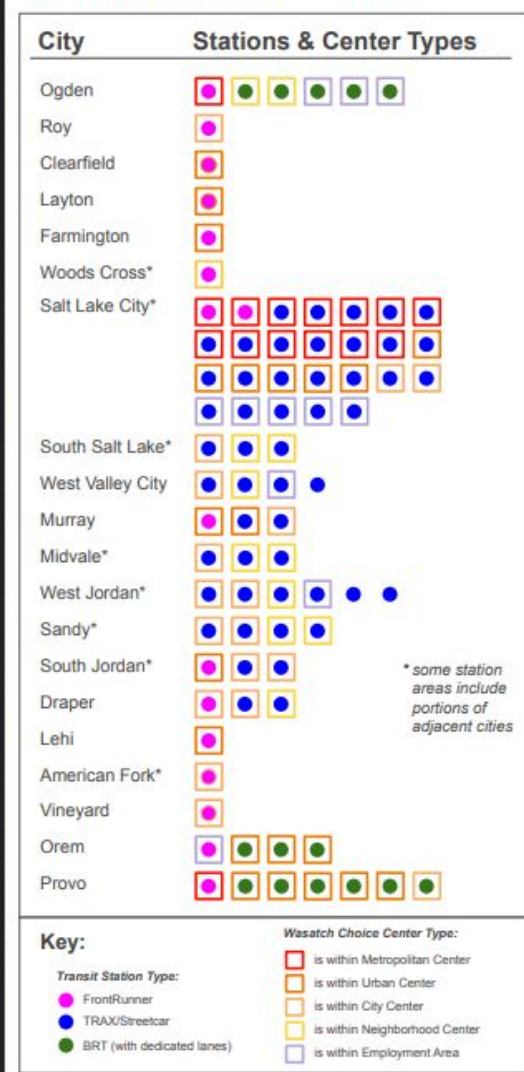 City Stations & Center Types
Ogden
Roy
Clearfield
Layton
Farmington
Woods Cross*
Salt Lake City*
South Salt Lake*
West Valley City
Murray
Midvale*
West Jordan*
Sandy*
South Jordan*
* some station
areas include
portions of
adjacent cities
Draper
Lehi
American Fork*
Vineyard
Orem
Provo
Key:
Transit Station Type:
FrontRunner
TRAX/Streetcar
BRT (with dedicated lanes)
Wasatch Choice Center Type:
is within Metropolitan Center
is within Urban Center
is within City Center
is within Neighborhood Center
is within Employment Area